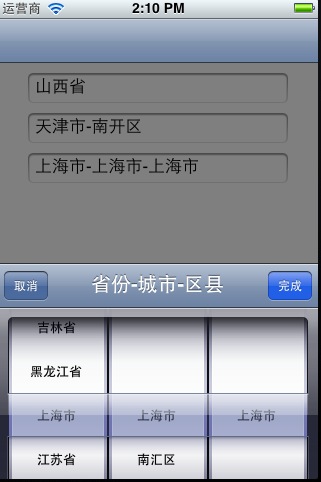 运营商 2:10 PM
山西省
天津市-南开区
上海市-上海市-上海市
取消 省份-城市-区县 完成
吉林省
黑龙江省
上海市 上海市 上海市
江苏省 南汇区